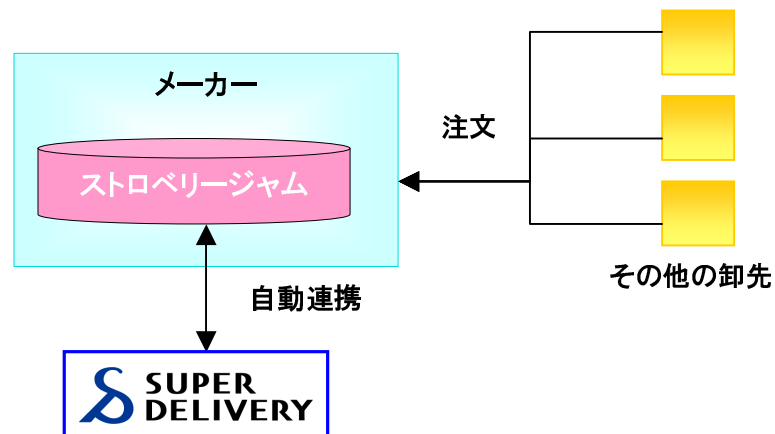 メーカー
注文
ストロベリージャム
その他の卸先
自動連携
SUPER
DELIVERY